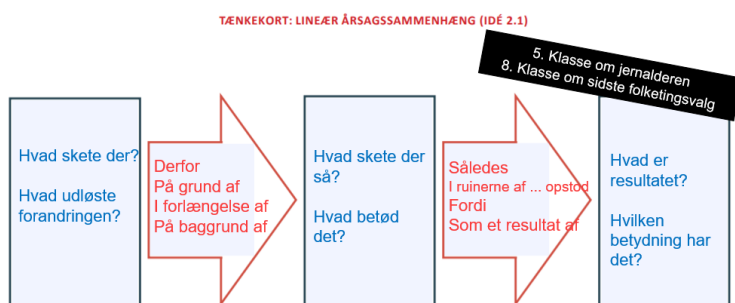 TÆNKEKORT: LINEÆR ÅRSAGSSAMMENHÆNG (IDÉ 2.1)
5. Klasse om jernalderen
8. Klasse om sidste folketingsvalg
Hvad skete der?
Hvad udløste
forandringen?
Derfor
På grund af
I forlængelse af
På baggrund af
Hvad skete der
så?
Hvad betød
det?
Således
I ruinerne af ... opstod
Fordi
Som et resultat af
Hvad er
resultatet?
Hvilken
betydning har
det?